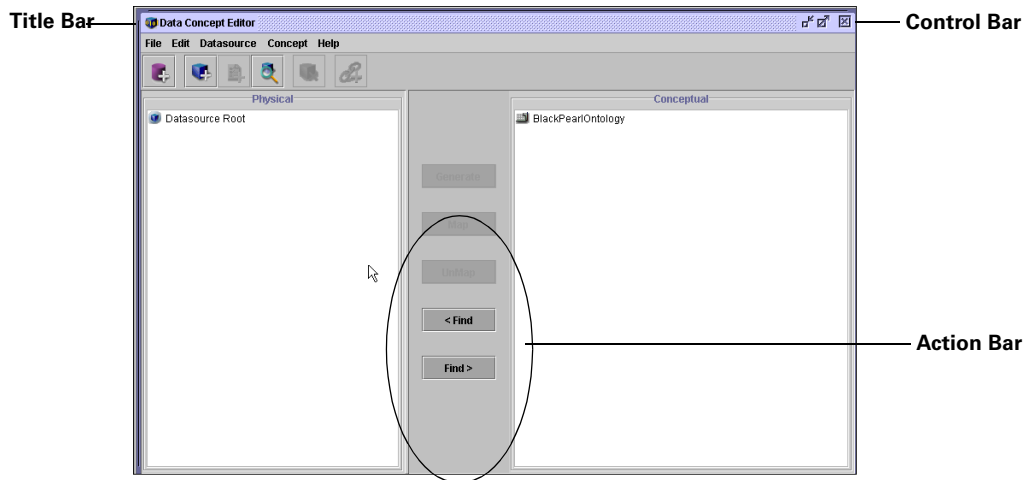 Title Bar
Data Concept Editor
Control Bar
File Edit Datasource Concept Help
Physical
Conceptual
Datasource Root
BlackPearlOntology
Generate
Map
UnMap
< Find
Action Bar
Find >